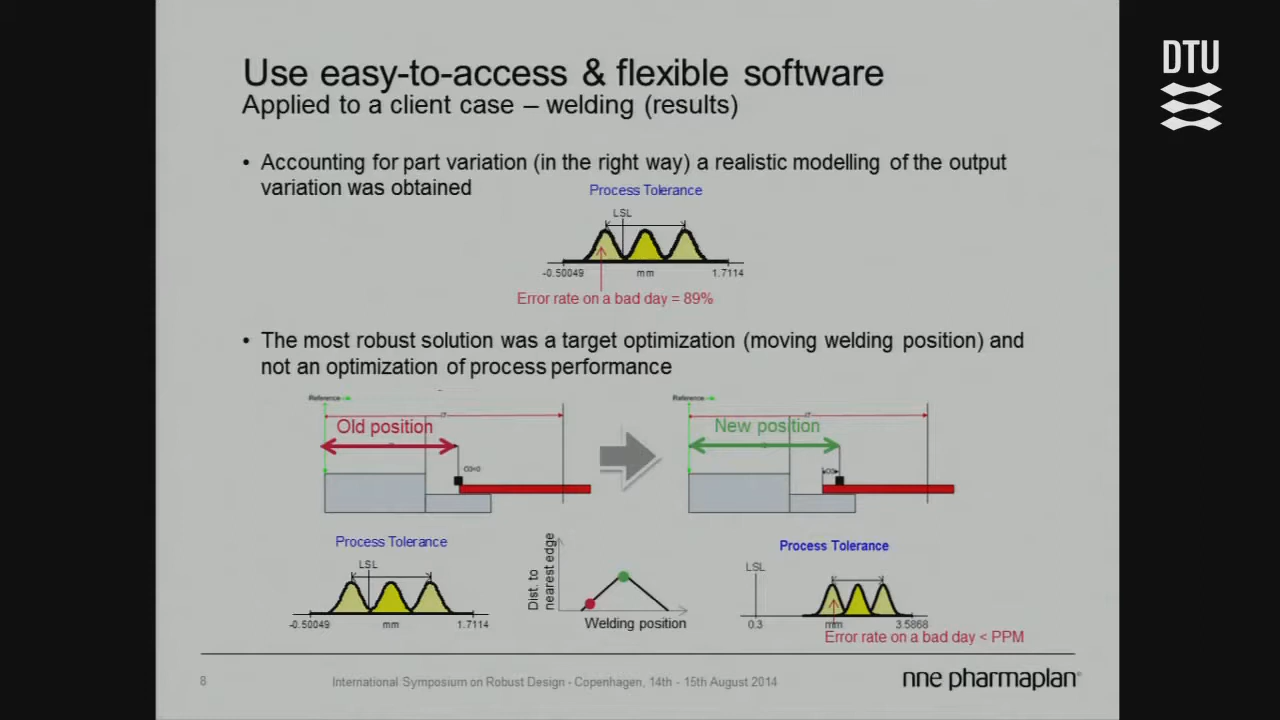 DTU
Use easy-to-access & flexible software
Applied to a client case – welding (results)
• Accounting for part variation (in the right way) a realistic modelling of the output
variation was obtained
Process Tolerance
LSL
-0.50049 mm 1.7114
Error rate on a bad day = 89%
• The most robust solution was a target optimization (moving welding position) and
not an optimization of process performance
Reference
Old position
Reference
New position
Process Tolerance
LSL
-0.50049 mm 1.7114
Dist. to
nearest edge
Welding position
Process Tolerance
LSL
0.3 mm 3.5868
Error rate on a bad day < PPM
8 International Symposium on Robust Design - Copenhagen, 14th - 15th August 2014
nne pharmaplan®